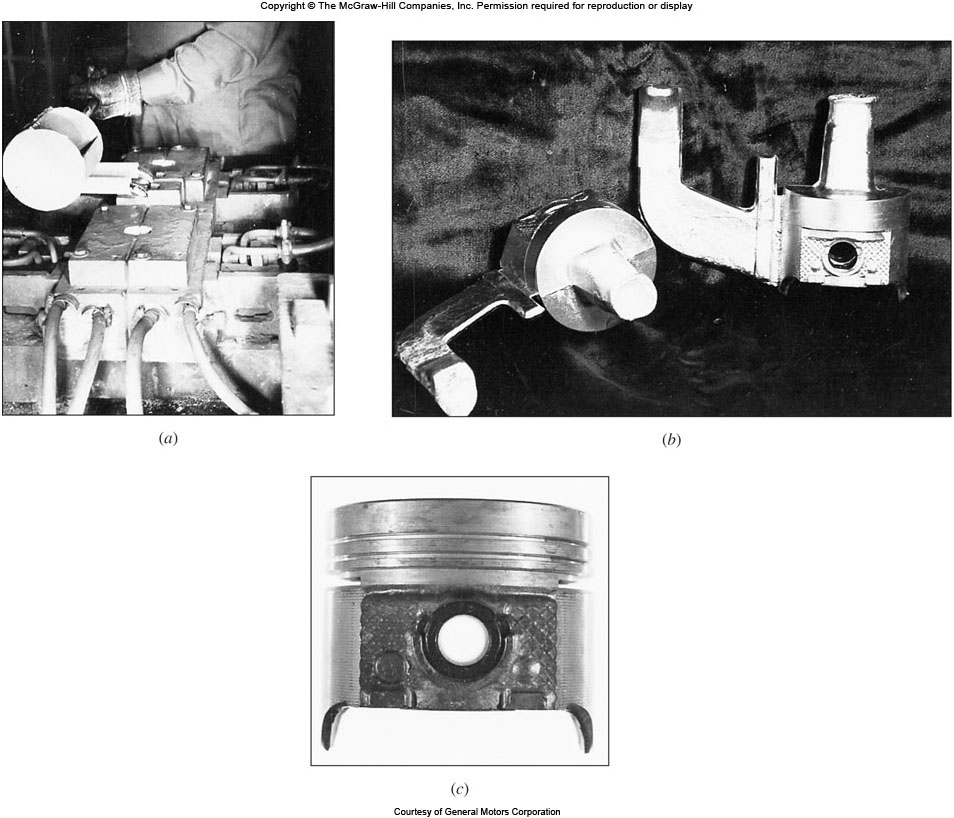 Copyright © The McGraw-Hill Companies, Inc. Permission required for reproduction or display
(a)
(b)
(c)
Courtesy of General Motors Corporation